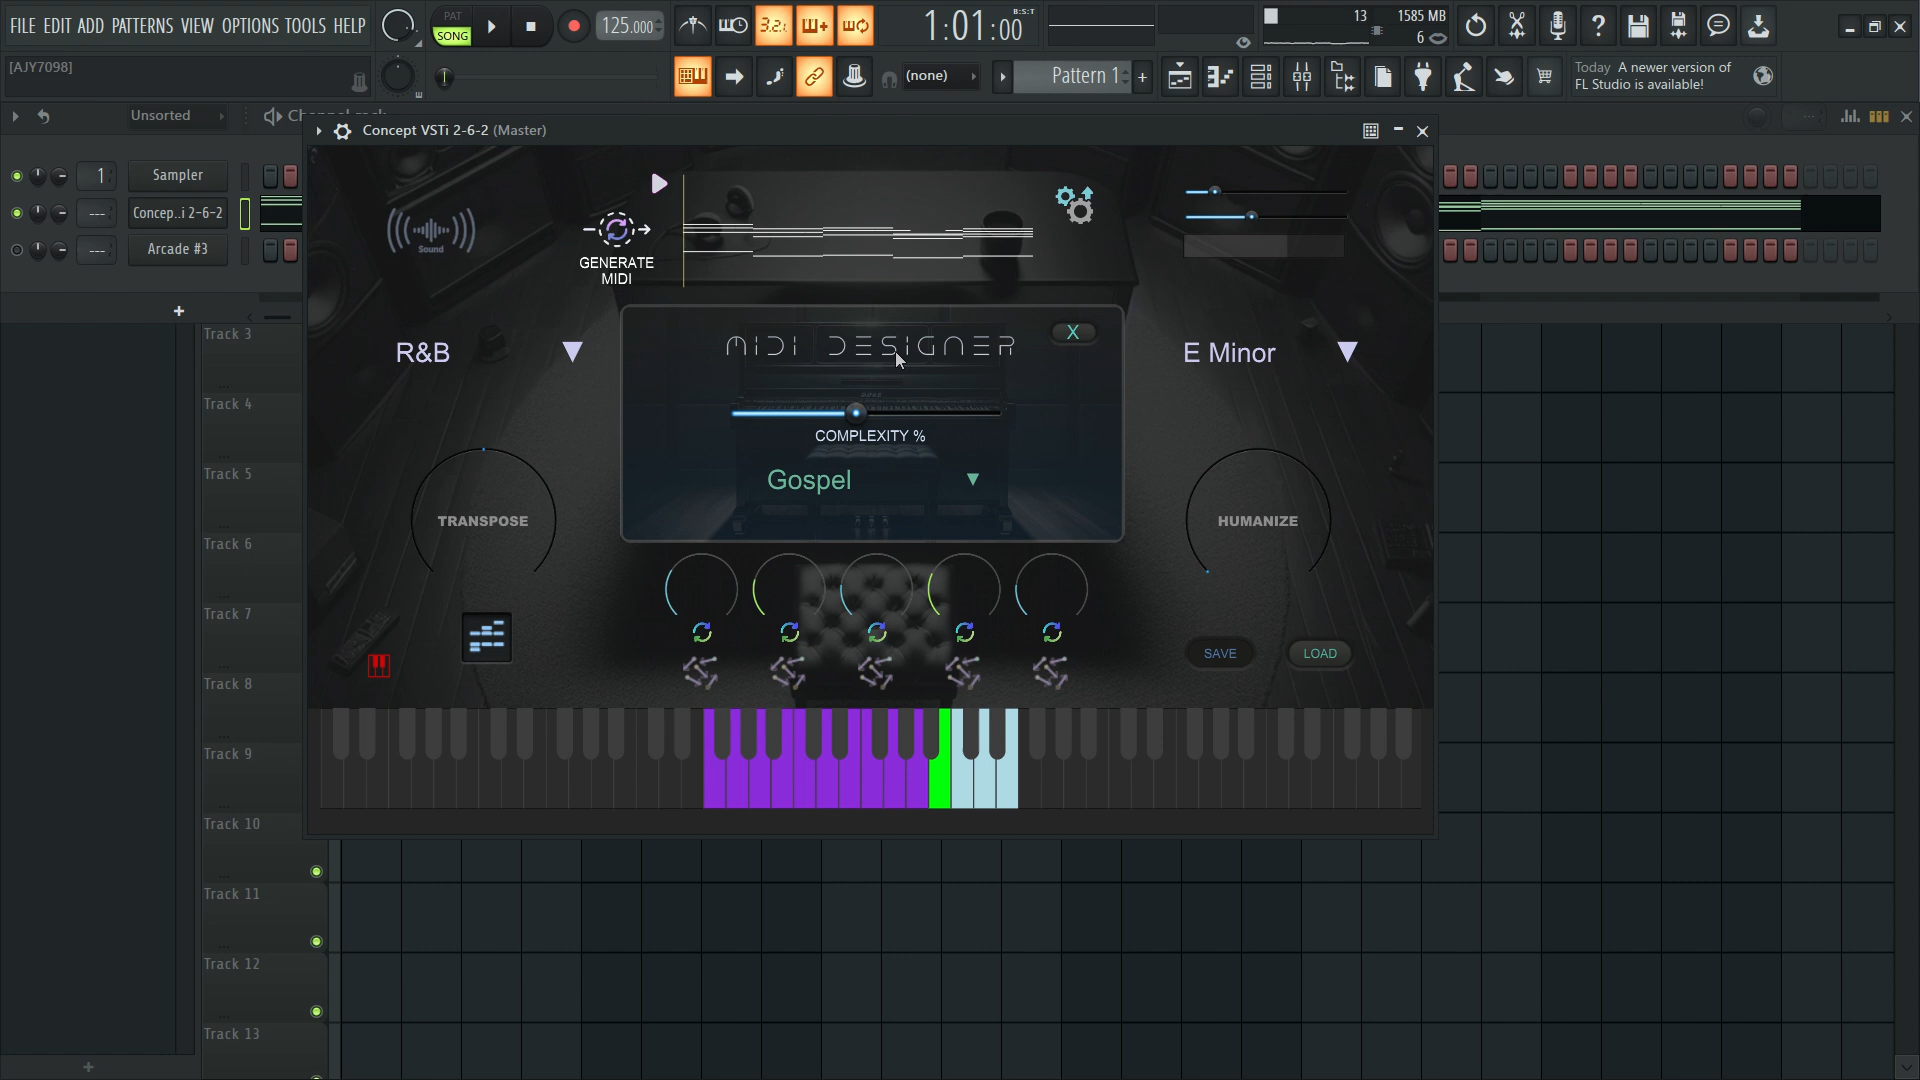 FILE EDIT ADD PATTERNS VIEW OPTIONS TOOLS HELP
PAT
SONG
125.000
3.2.1
1:01:00
B:S:T
13
1585 MB
6
[AJY7098]
(none)
Pattern 1
Today A newer version of
FL Studio is available!
Unsorted
Concept VSTi 2-6-2 (Master)
1
Sampler
---
Concep..i 2-6-2
---
Arcade #3
Sound
GENERATE
MIDI
R&B
MIDI DESIGNER
X
E Minor
COMPLEXITY %
Gospel
TRANSPOSE
HUMANIZE
SAVE
LOAD
Track 3
Track 4
Track 5
Track 6
Track 7
Track 8
Track 9
Track 10
Track 11
Track 12
Track 13